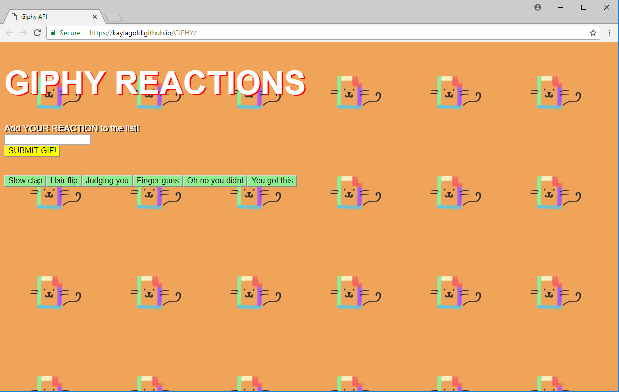 Giphy API
Secure https://kaylagold.github.io/GIPHY/
GIPHY REACTIONS
Add YOUR REACTION to the list!
SUBMIT GIF!
Slow clap Hair flip Judging you Finger guns Oh no you didnt You got this